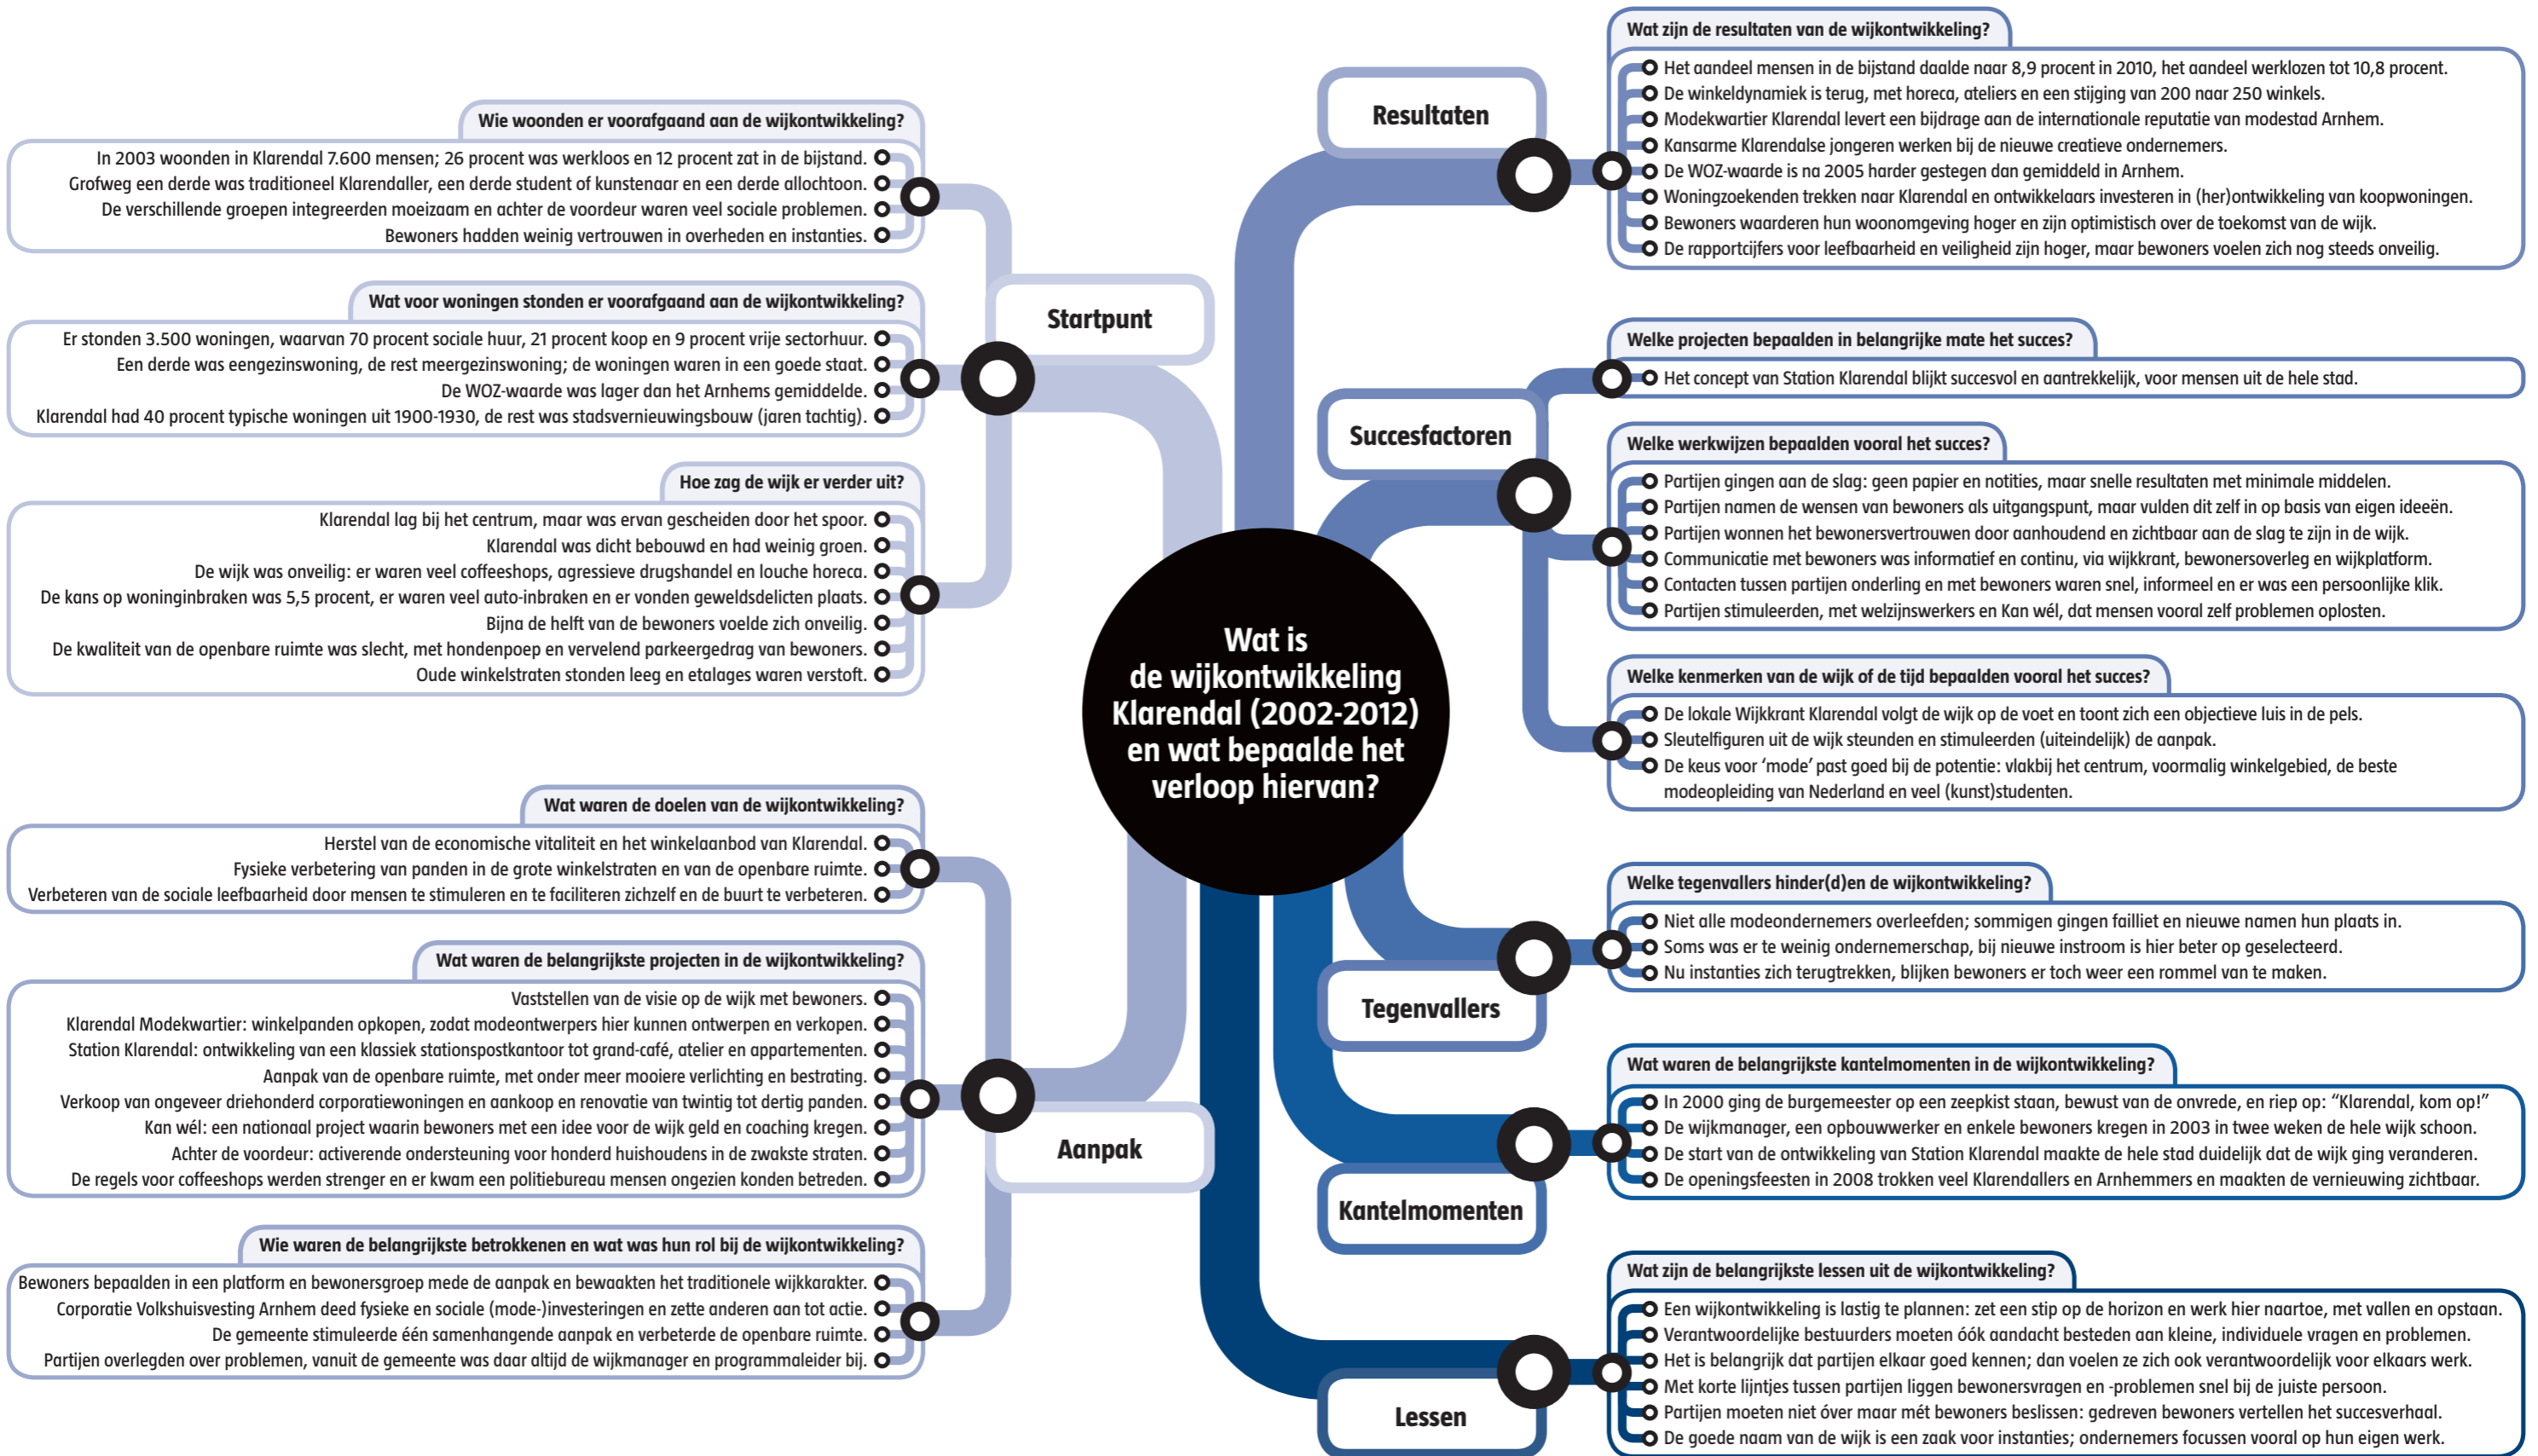 Wat is
de wijkontwikkeling
Klarendal (2002-2012)
en wat bepaalde het
verloop hiervan?
Startpunt
Wie woonden er voorafgaand aan de wijkontwikkeling?
In 2003 woonden in Klarendal 7.600 mensen; 26 procent was werkloos en 12 procent zat in de bijstand.
Grofweg een derde was traditioneel Klarendaller, een derde student of kunstenaar en een derde allochtoon.
De verschillende groepen integreerden moeizaam en achter de voordeur waren veel sociale problemen.
Bewoners hadden weinig vertrouwen in overheden en instanties.
Wat voor woningen stonden er voorafgaand aan de wijkontwikkeling?
Er stonden 3.500 woningen, waarvan 70 procent sociale huur, 21 procent koop en 9 procent vrije sectorhuur.
Een derde was eengezinswoning, de rest meergezinswoning; de woningen waren in een goede staat.
De WOZ-waarde was lager dan het Arnhems gemiddelde.
Klarendal had 40 procent typische woningen uit 1900-1930, de rest was stadsvernieuwingsbouw (jaren tachtig).
Hoe zag de wijk er verder uit?
Klarendal lag bij het centrum, maar was ervan gescheiden door het spoor.
Klarendal was dicht bebouwd en had weinig groen.
De wijk was onveilig: er waren veel coffeeshops, agressieve drugshandel en louche horeca.
De kans op woninginbraken was 5,5 procent, er waren veel auto-inbraken en er vonden geweldsdelicten plaats.
Bijna de helft van de bewoners voelde zich onveilig.
De kwaliteit van de openbare ruimte was slecht, met hondenpoep en vervelend parkeergedrag van bewoners.
Oude winkelstraten stonden leeg en etalages waren verstoft.
Aanpak
Wat waren de doelen van de wijkontwikkeling?
Herstel van de economische vitaliteit en het winkelaanbod van Klarendal.
Fysieke verbetering van panden in de grote winkelstraten en van de openbare ruimte.
Verbeteren van de sociale leefbaarheid door mensen te stimuleren en te faciliteren zichzelf en de buurt te verbeteren.
Wat waren de belangrijkste projecten in de wijkontwikkeling?
Vaststellen van de visie op de wijk met bewoners.
Klarendal Modekwartier: winkelpanden opkopen, zodat modeontwerpers hier kunnen ontwerpen en verkopen.
Station Klarendal: ontwikkeling van een klassiek stationspostkantoor tot grand-café, atelier en appartementen.
Aanpak van de openbare ruimte, met onder meer mooiere verlichting en bestrating.
Verkoop van ongeveer driehonderd corporatiewoningen en aankoop en renovatie van twintig tot dertig panden.
Kan wél: een nationaal project waarin bewoners met een idee voor de wijk geld en coaching kregen.
Achter de voordeur: activerende ondersteuning voor honderd huishoudens in de zwakste straten.
De regels voor coffeeshops werden strenger en er kwam een politiebureau mensen ongezien konden betreden.
Wie waren de belangrijkste betrokkenen en wat was hun rol bij de wijkontwikkeling?
Bewoners bepaalden in een platform en bewonersgroep mede de aanpak en bewaakten het traditionele wijkkarakter.
Corporatie Volkshuisvesting Arnhem deed fysieke en sociale (mode-)investeringen en zette anderen aan tot actie.
De gemeente stimuleerde één samenhangende aanpak en verbeterde de openbare ruimte.
Partijen overlegden over problemen, vanuit de gemeente was daar altijd de wijkmanager en programmaleider bij.
Resultaten
Wat zijn de resultaten van de wijkontwikkeling?
Het aandeel mensen in de bijstand daalde naar 8,9 procent in 2010, het aandeel werklozen tot 10,8 procent.
De winkeldynamiek is terug, met horeca, ateliers en een stijging van 200 naar 250 winkels.
Modekwartier Klarendal levert een bijdrage aan de internationale reputatie van modestad Arnhem.
Kansarme Klarendalse jongeren werken bij de nieuwe creatieve ondernemers.
De WOZ-waarde is na 2005 harder gestegen dan gemiddeld in Arnhem.
Woningzoekenden trekken naar Klarendal en ontwikkelaars investeren in (her)ontwikkeling van koopwoningen.
Bewoners waarderen hun woonomgeving hoger en zijn optimistisch over de toekomst van de wijk.
De rapportcijfers voor leefbaarheid en veiligheid zijn hoger, maar bewoners voelen zich nog steeds onveilig.
Succesfactoren
Welke projecten bepaalden in belangrijke mate het succes?
Het concept van Station Klarendal blijkt succesvol en aantrekkelijk, voor mensen uit de hele stad.
Welke werkwijzen bepaalden vooral het succes?
Partijen gingen aan de slag: geen papier en notities, maar snelle resultaten met minimale middelen.
Partijen namen de wensen van bewoners als uitgangspunt, maar vulden dit zelf in op basis van eigen ideeën.
Partijen wonnen het bewonersvertrouwen door aanhoudend en zichtbaar aan de slag te zijn in de wijk.
Communicatie met bewoners was informatief en continu, via wijkkrant, bewonersoverleg en wijkplatform.
Contacten tussen partijen onderling en met bewoners waren snel, informeel en er was een persoonlijke klik.
Partijen stimuleerden, met welzijnswerkers en Kan wél, dat mensen vooral zelf problemen oplosten.
Welke kenmerken van de wijk of de tijd bepaalden vooral het succes?
De lokale Wijkkrant Klarendal volgt de wijk op de voet en toont zich een objectieve luis in de pels.
Sleutelfiguren uit de wijk steunden en stimuleerden (uiteindelijk) de aanpak.
De keus voor ‘mode’ past goed bij de potentie: vlakbij het centrum, voormalig winkelgebied, de beste
modeopleiding van Nederland en veel (kunst)studenten.
Tegenvallers
Welke tegenvallers hinder(d)en de wijkontwikkeling?
Niet alle modeondernemers overleefden; sommigen gingen failliet en nieuwe namen hun plaats in.
Soms was er te weinig ondernemerschap, bij nieuwe instroom is hier beter op geselecteerd.
Nu instanties zich terugtrekken, blijken bewoners er toch weer een rommel van te maken.
Kantelmomenten
Wat waren de belangrijkste kantelmomenten in de wijkontwikkeling?
In 2000 ging de burgemeester op een zeepkist staan, bewust van de onvrede, en riep op: “Klarendal, kom op!”
De wijkmanager, een opbouwwerker en enkele bewoners kregen in 2003 in twee weken de hele wijk schoon.
De start van de ontwikkeling van Station Klarendal maakte de hele stad duidelijk dat de wijk ging veranderen.
De openingsfeesten in 2008 trokken veel Klarendallers en Arnhemmers en maakten de vernieuwing zichtbaar.
Lessen
Wat zijn de belangrijkste lessen uit de wijkontwikkeling?
Een wijkontwikkeling is lastig te plannen: zet een stip op de horizon en werk hier naartoe, met vallen en opstaan.
Verantwoordelijke bestuurders moeten óók aandacht besteden aan kleine, individuele vragen en problemen.
Het is belangrijk dat partijen elkaar goed kennen; dan voelen ze zich ook verantwoordelijk voor elkaars werk.
Met korte lijntjes tussen partijen liggen bewonersvragen en -problemen snel bij de juiste persoon.
Partijen moeten niet óver maar mét bewoners beslissen: gedreven bewoners vertellen het succesverhaal.
De goede naam van de wijk is een zaak voor instanties; ondernemers focussen vooral op hun eigen werk.